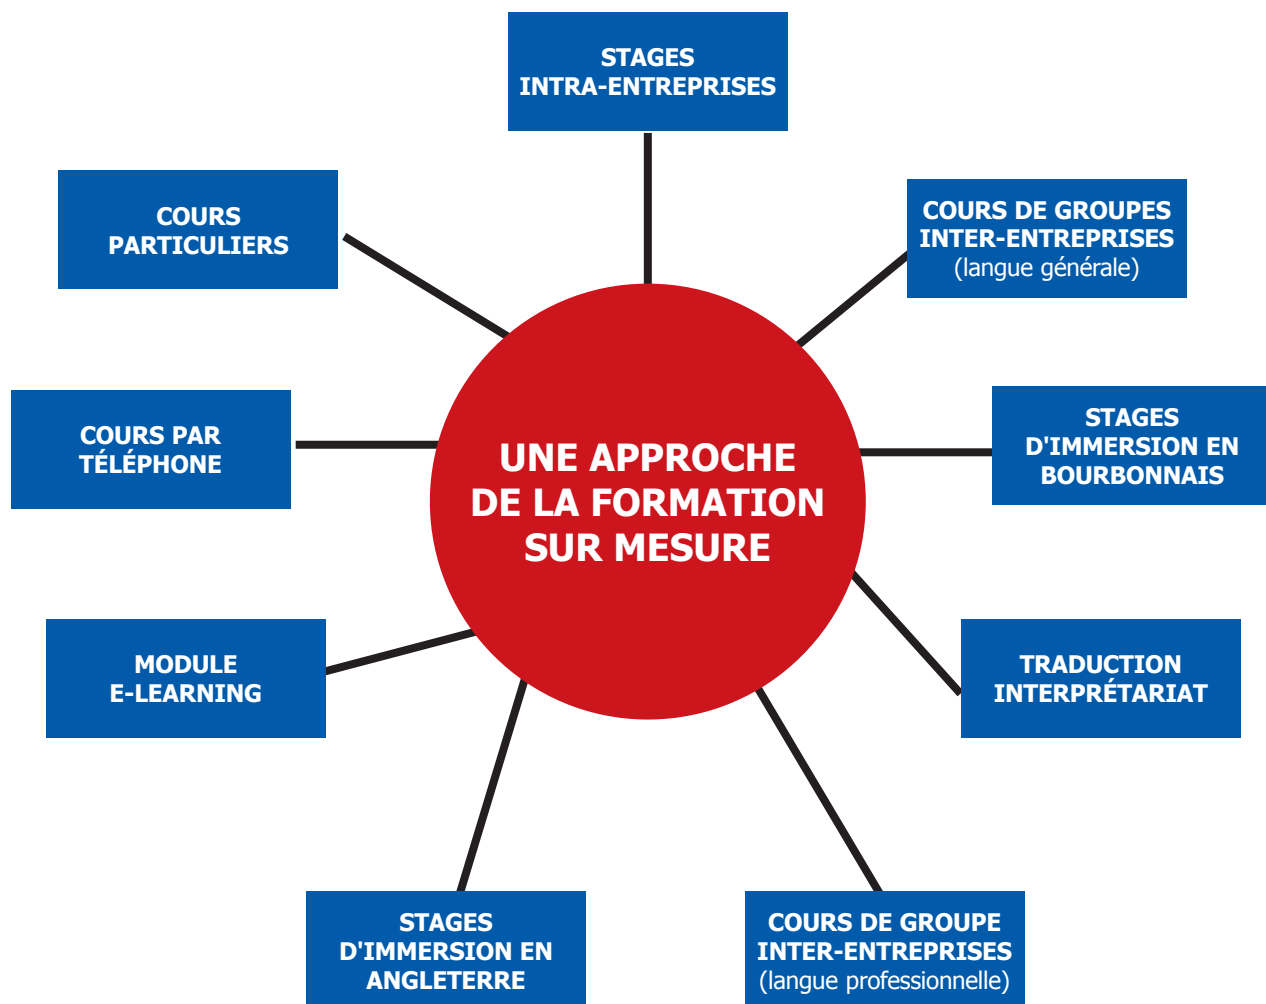 STAGES
INTRA-ENTREPRISES
COURS
PARTICULIERS
COURS DE GROUPES
INTER-ENTREPRISES
(langue générale)
COURS PAR
TÉLÉPHONE
UNE APPROCHE
DE LA FORMATION
SUR MESURE
STAGES
D'IMMERSION EN
BOURBONNAIS
MODULE
E-LEARNING
TRADUCTION
INTERPRÉTARIAT
STAGES
D'IMMERSION EN
ANGLETERRE
COURS DE GROUPE
INTER-ENTREPRISES
(langue professionnelle)